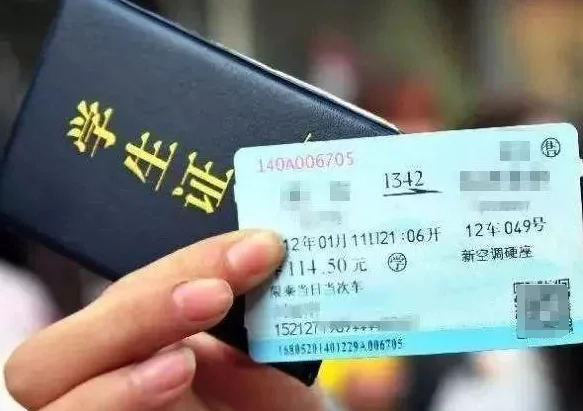 学生证
140A006705
售
1342
12年01月11日21:06开 12车049号
¥114.50元 学 新空调硬座
限乘当日当次车
16805201401229A006705